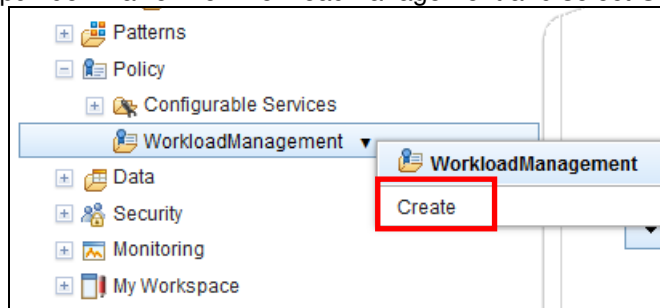 Patterns
Policy
Configurable Services
WorkloadManagement
WorkloadManagement
Create
Data
Security
Monitoring
My Workspace